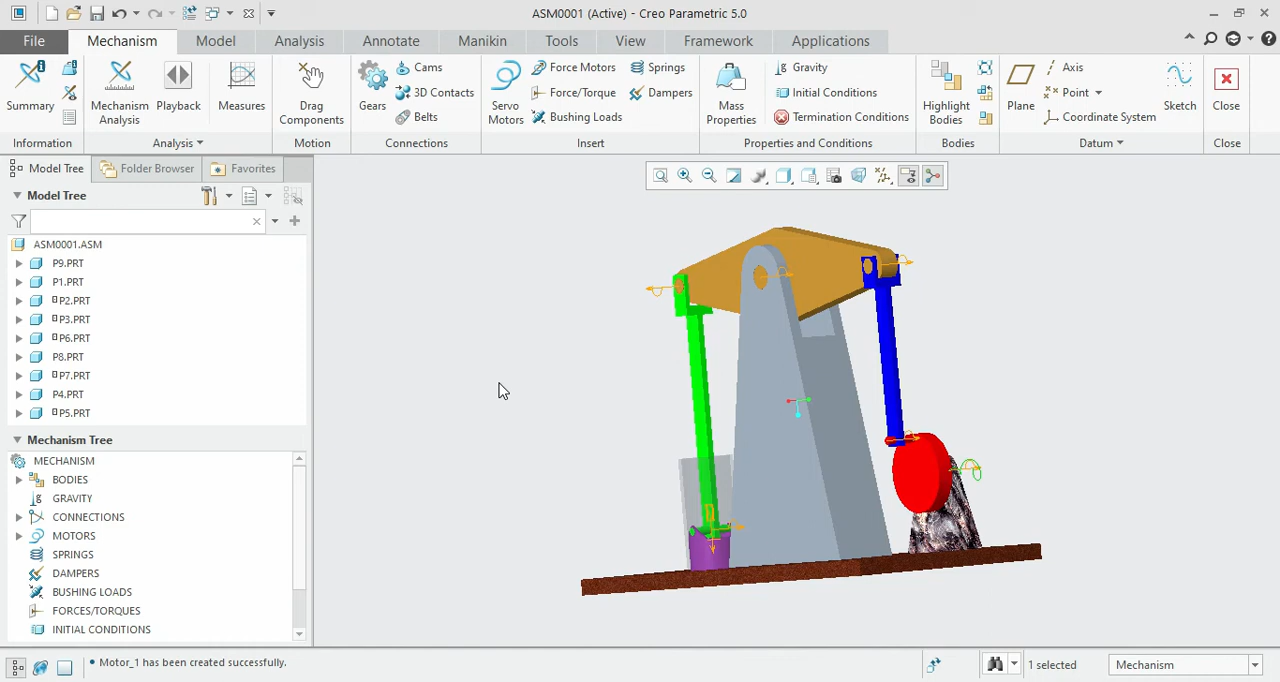 ASM0001 (Active) - Creo Parametric 5.0
File Mechanism Model Analysis Annotate Manikin Tools View Framework Applications
Summary
Mechanism Analysis
Playback
Measures
Drag Components
Gears
Cams
3D Contacts
Belts
Servo Motors
Force Motors
Force/Torque
Bushing Loads
Springs
Dampers
Mass Properties
Gravity
Initial Conditions
Termination Conditions
Highlight Bodies
Plane
Axis
Point
Coordinate System
Sketch
Close
Information Analysis Motion Connections Insert Properties and Conditions Bodies Datum Close
Model Tree Folder Browser Favorites
Model Tree
ASM0001.ASM
P9.PRT
P1.PRT
P2.PRT
P3.PRT
P6.PRT
P8.PRT
P7.PRT
P4.PRT
P5.PRT
Mechanism Tree
MECHANISM
BODIES
GRAVITY
CONNECTIONS
MOTORS
SPRINGS
DAMPERS
BUSHING LOADS
FORCES/TORQUES
INITIAL CONDITIONS
• Motor_1 has been created successfully.
1 selected
Mechanism